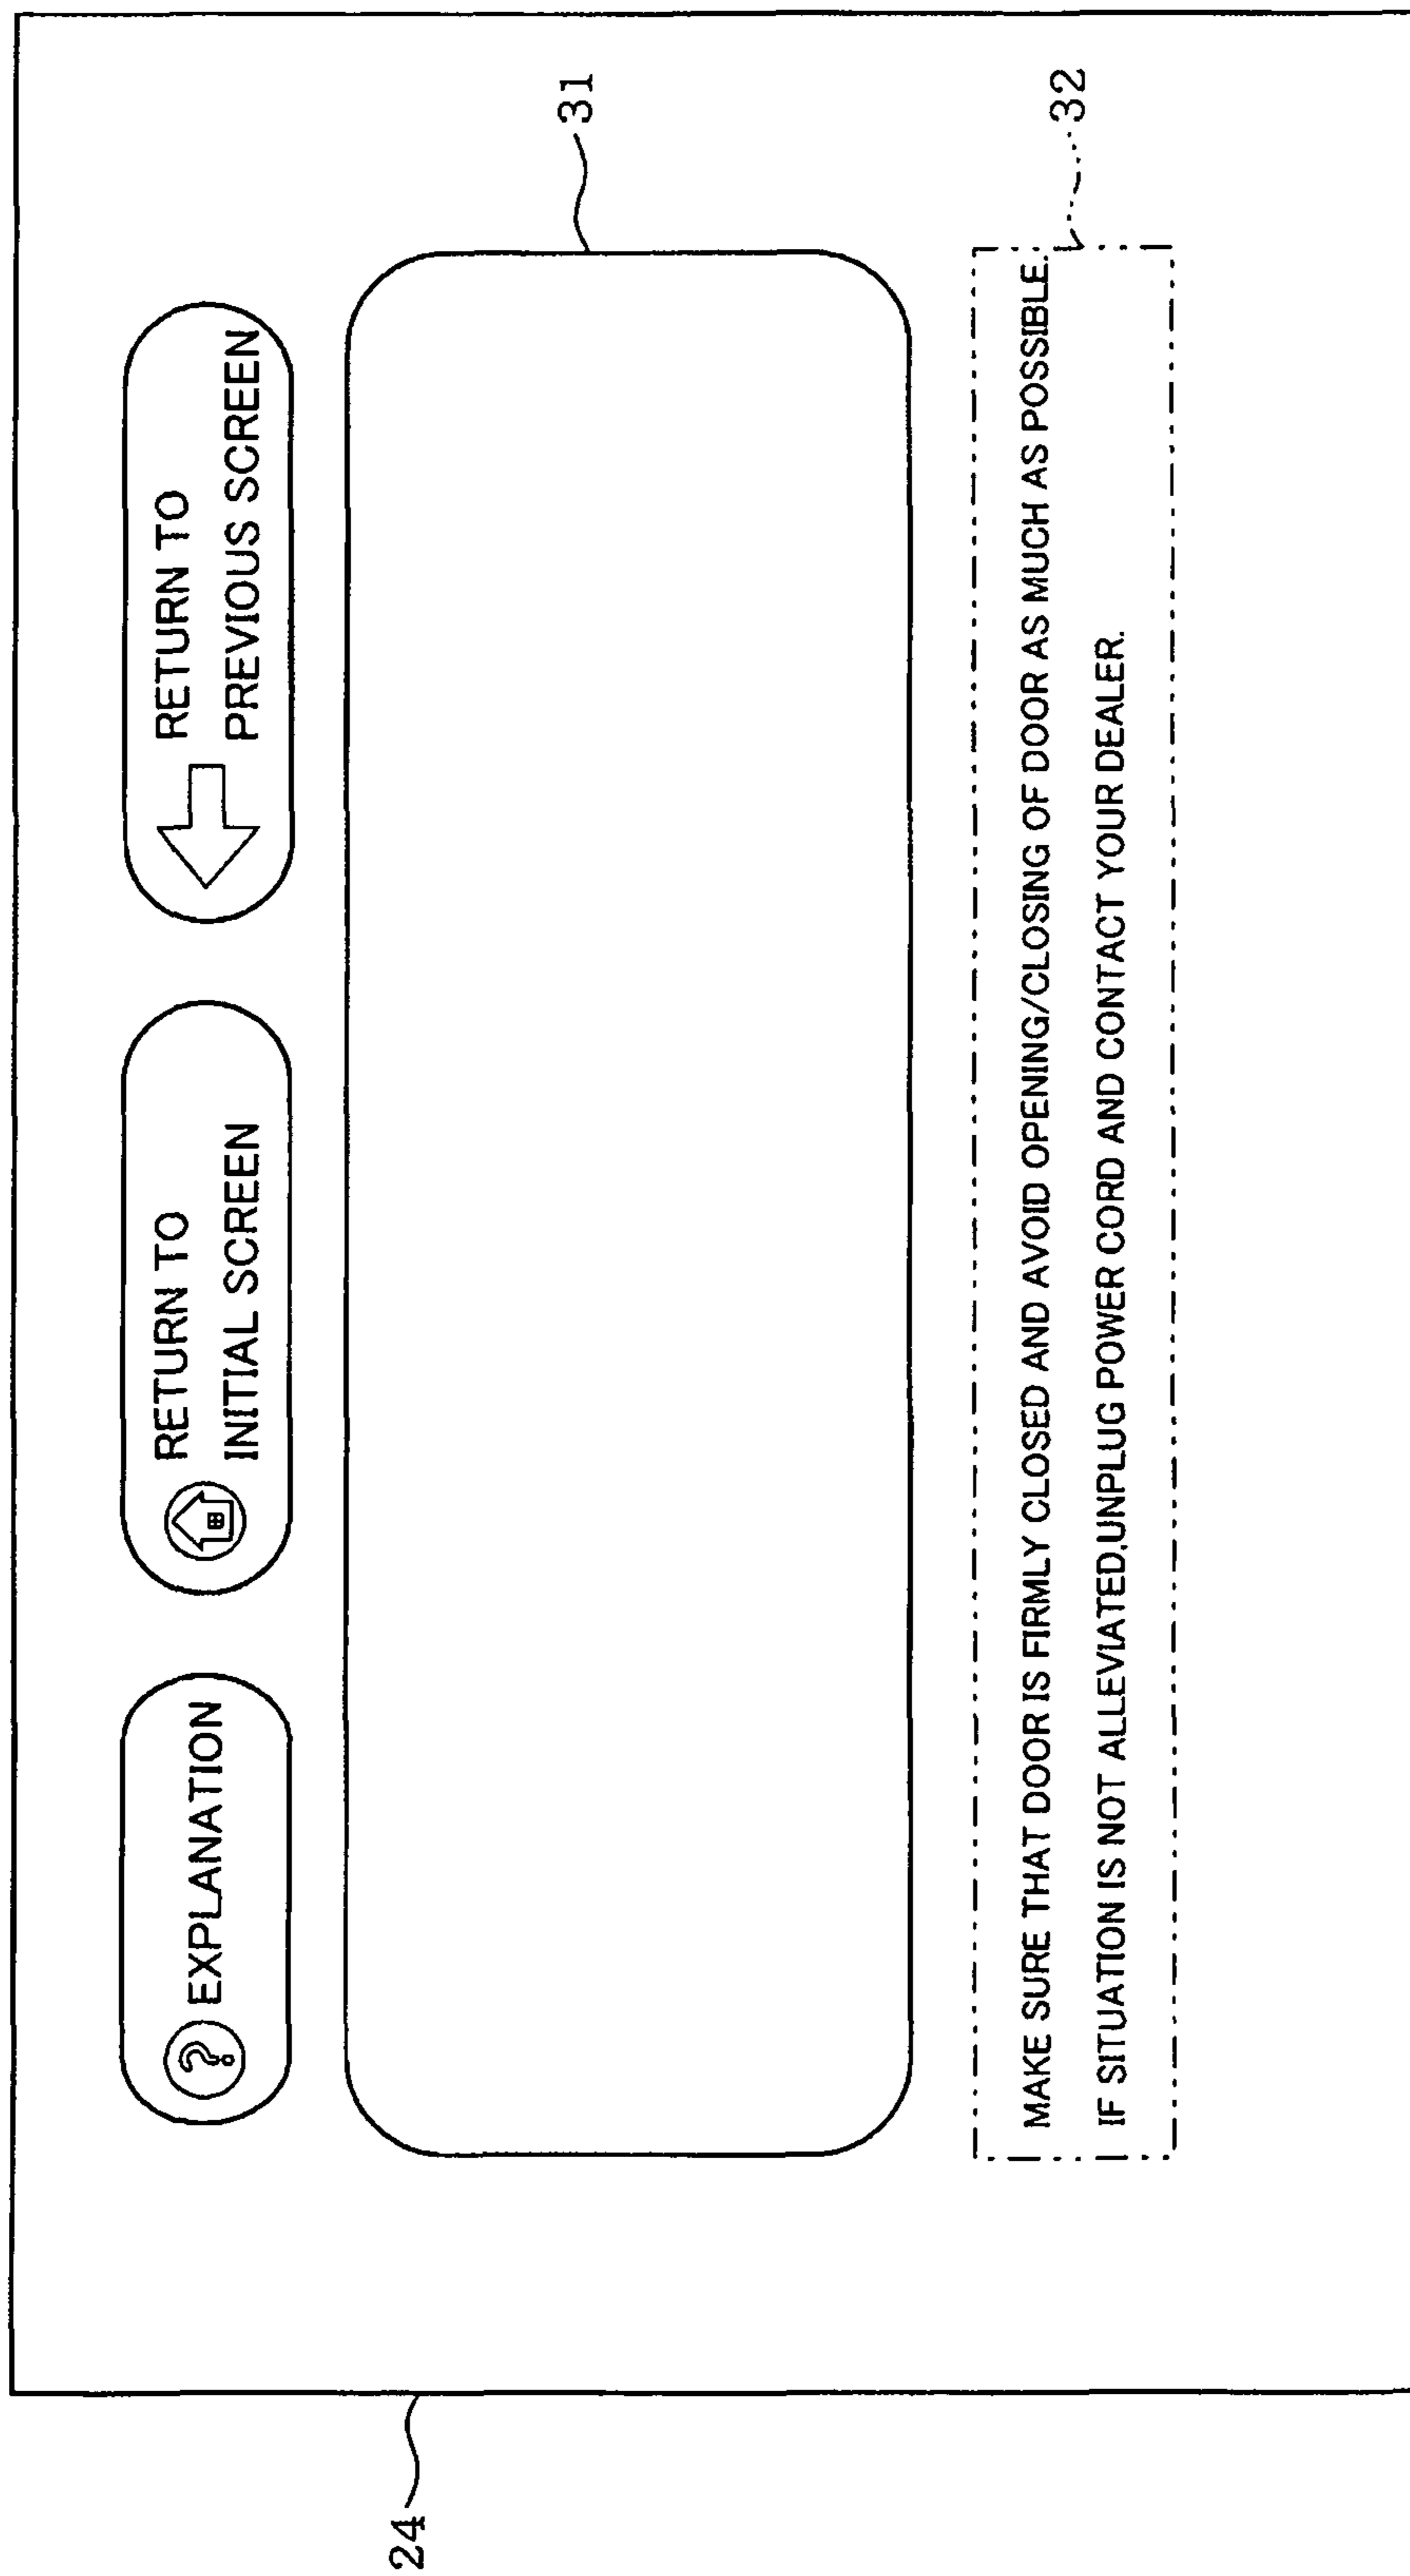 ? EXPLANATION
RETURN TO
INITIAL SCREEN
RETURN TO
PREVIOUS SCREEN
31
MAKE SURE THAT DOOR IS FIRMLY CLOSED AND AVOID OPENING/CLOSING OF DOOR AS MUCH AS POSSIBLE.
IF SITUATION IS NOT ALLEVIATED,UNPLUG POWER CORD AND CONTACT YOUR DEALER.
32
24